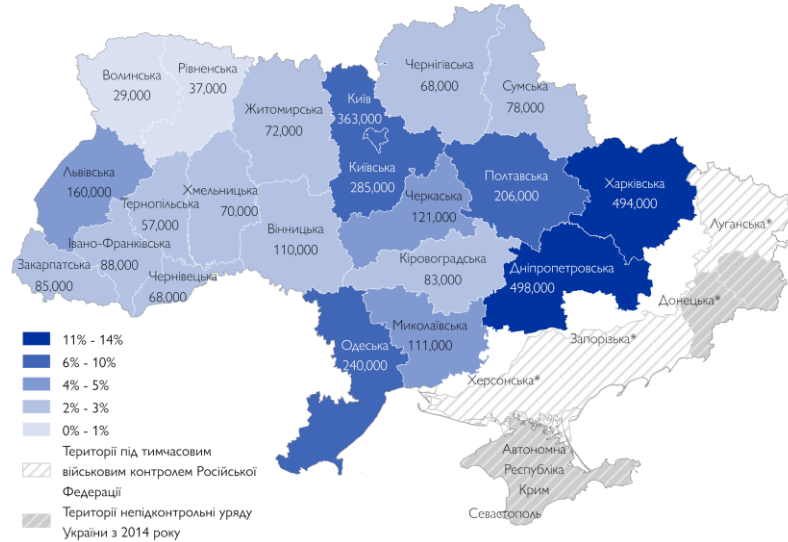 Волинська
29,000
Рівненська
37,000
Житомирська
72,000
Київ
363,000
Київська
285,000
Чернігівська
68,000
Сумська
78,000
Львівська
160,000
Тернопільська
57,000
Хмельницька
70,000
Вінницька
110,000
Черкаська
121,000
Полтавська
206,000
Харківська
494,000
Луганська*
Івано-Франківська
88,000
Закарпатська
85,000
Чернівецька
68,000
Кіровоградська
83,000
Дніпропетровська
498,000
Донецька*
Одеська
240,000
Миколаївська
111,000
Запорізька*
Херсонська*
Автономна
Республіка
Крим
Севастополь
11% - 14%
6% - 10%
4% - 5%
2% - 3%
0% - 1%
Території під тимчасовим
військовим контролем Російської
Федерації
Території непідконтрольні уряду
України з 2014 року